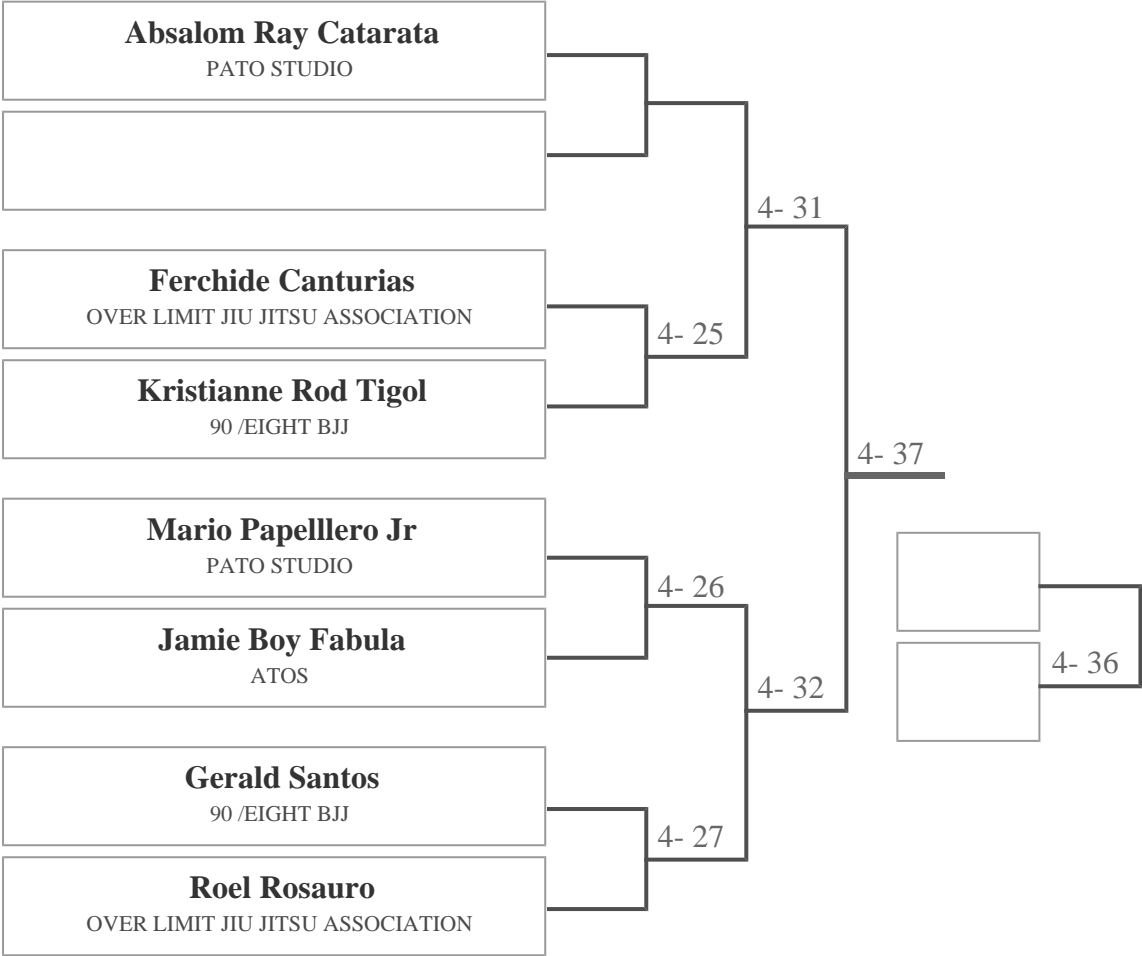 Absalom Ray Catarata
PATO STUDIO
4- 31
Ferchide Canturias
OVER LIMIT JIU JITSU ASSOCIATION
4- 25
Kristianne Rod Tigol
90 /EIGHT BJJ
4- 37
Mario Papelllero Jr
PATO STUDIO
4- 26
Jamie Boy Fabula
ATOS
4- 32
4- 36
Gerald Santos
90 /EIGHT BJJ
4- 27
Roel Rosauro
OVER LIMIT JIU JITSU ASSOCIATION